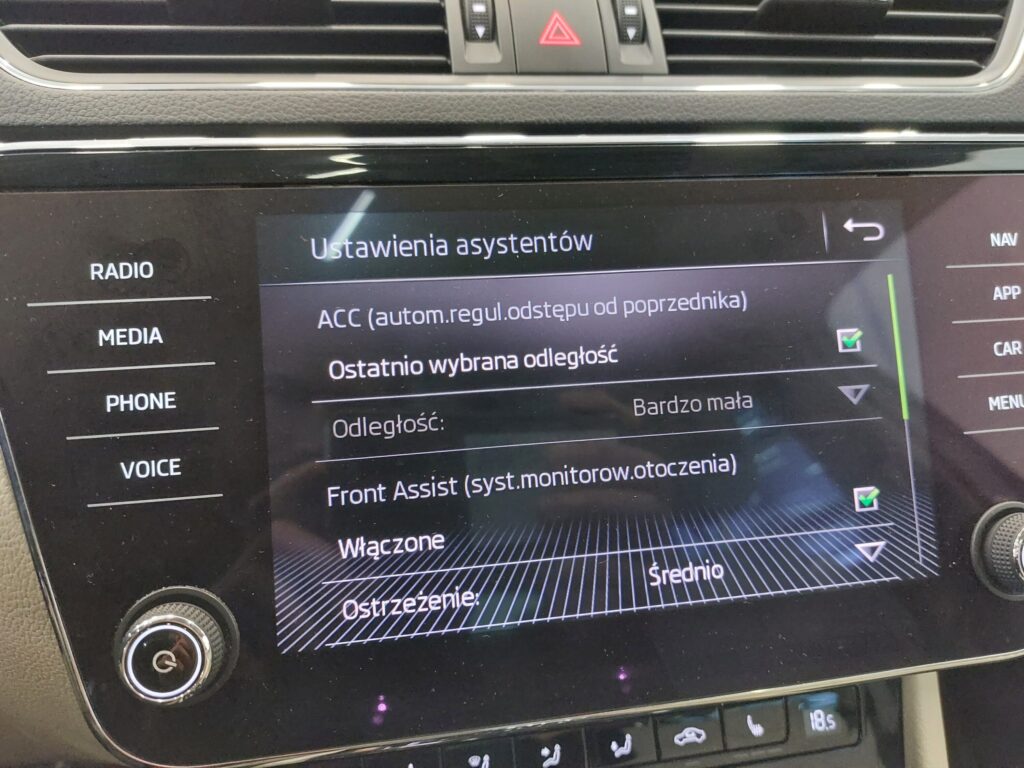 Ustawienia asystentów
RADIO
MEDIA
PHONE
VOICE
ACC (autom.regul.odstępu od poprzednika)
Ostatnio wybrana odległość
Odległość: Bardzo mała
Front Assist (syst.monitorow.otoczenia)
Włączone
Ostrzeżenie: Średnio
NAV
APP
CAR
MENU
18.5